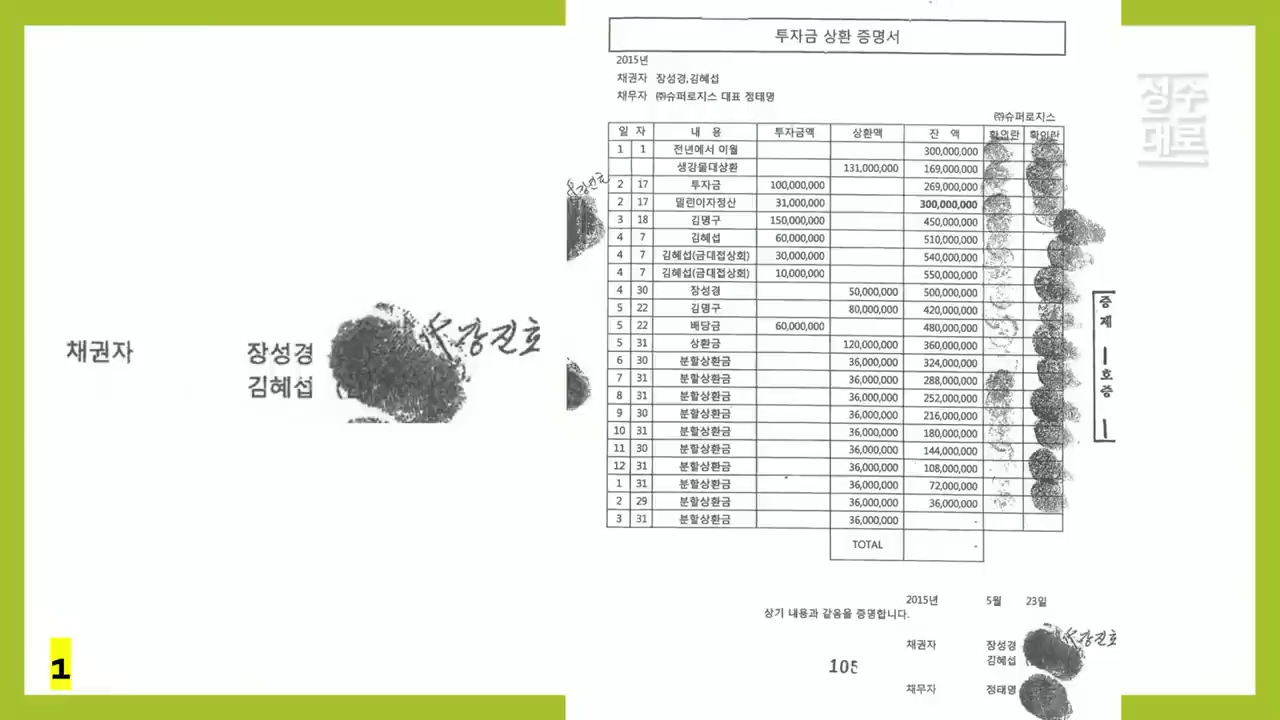 투자금 상환 증명서
2015년
채권자 장성경,김혜섭
채무자 ㈜슈퍼로지스 대표 정태명
㈜슈퍼로지스
일 자 내 용 투자금액 상환액 잔 액 확인란 확인란
1 1 전년에서 이월 300,000,000
생강물대상환 131,000,000 169,000,000
2 17 투자금 100,000,000 269,000,000
2 17 밀린이자정산 31,000,000 300,000,000
3 18 김명구 150,000,000 450,000,000
4 7 김혜섭 60,000,000 510,000,000
4 7 김혜섭(금대접상회) 30,000,000 540,000,000
4 7 김혜섭(금대접상회) 10,000,000 550,000,000
4 30 장성경 50,000,000 500,000,000
5 22 김명구 80,000,000 420,000,000
5 22 배당금 60,000,000 480,000,000
5 31 상환금 120,000,000 360,000,000
6 30 분할상환금 36,000,000 324,000,000
7 31 분할상환금 36,000,000 288,000,000
8 31 분할상환금 36,000,000 252,000,000
9 30 분할상환금 36,000,000 216,000,000
10 31 분할상환금 36,000,000 180,000,000
11 30 분할상환금 36,000,000 144,000,000
12 31 분할상환금 36,000,000 108,000,000
1 31 분할상환금 36,000,000 72,000,000
2 29 분할상환금 36,000,000 36,000,000
3 31 분할상환금 36,000,000 -
TOTAL -
2015년 5월 23일
상기 내용과 같음을 증명합니다.
채권자 장성경 代 강진호
김혜섭
105
채무자 정태명
증제 1 호증 1
채권자 장성경 代 강진호
김혜섭 (
1
성수
대로